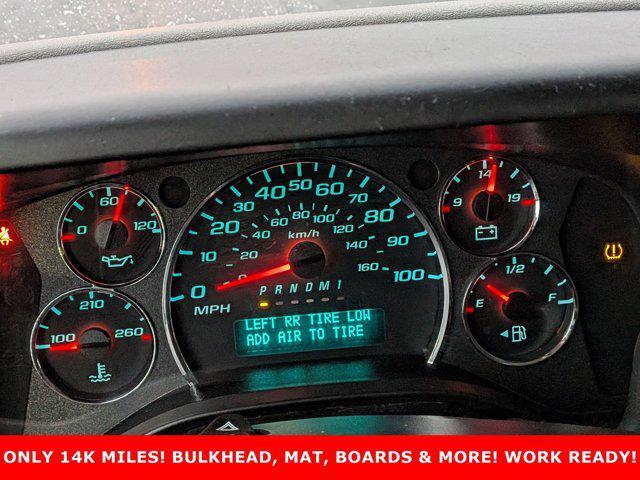 60
0 120
210
100 260
10 20 30 40 50 60 70 80 90 100
0
MPH
0 20 40 60 80 100 120 140 160
km/h
PRNDM1
LEFT RR TIRE LOW
ADD AIR TO TIRE
14
9 19
1/2
E F
ONLY 14K MILES! BULKHEAD, MAT, BOARDS & MORE! WORK READY!